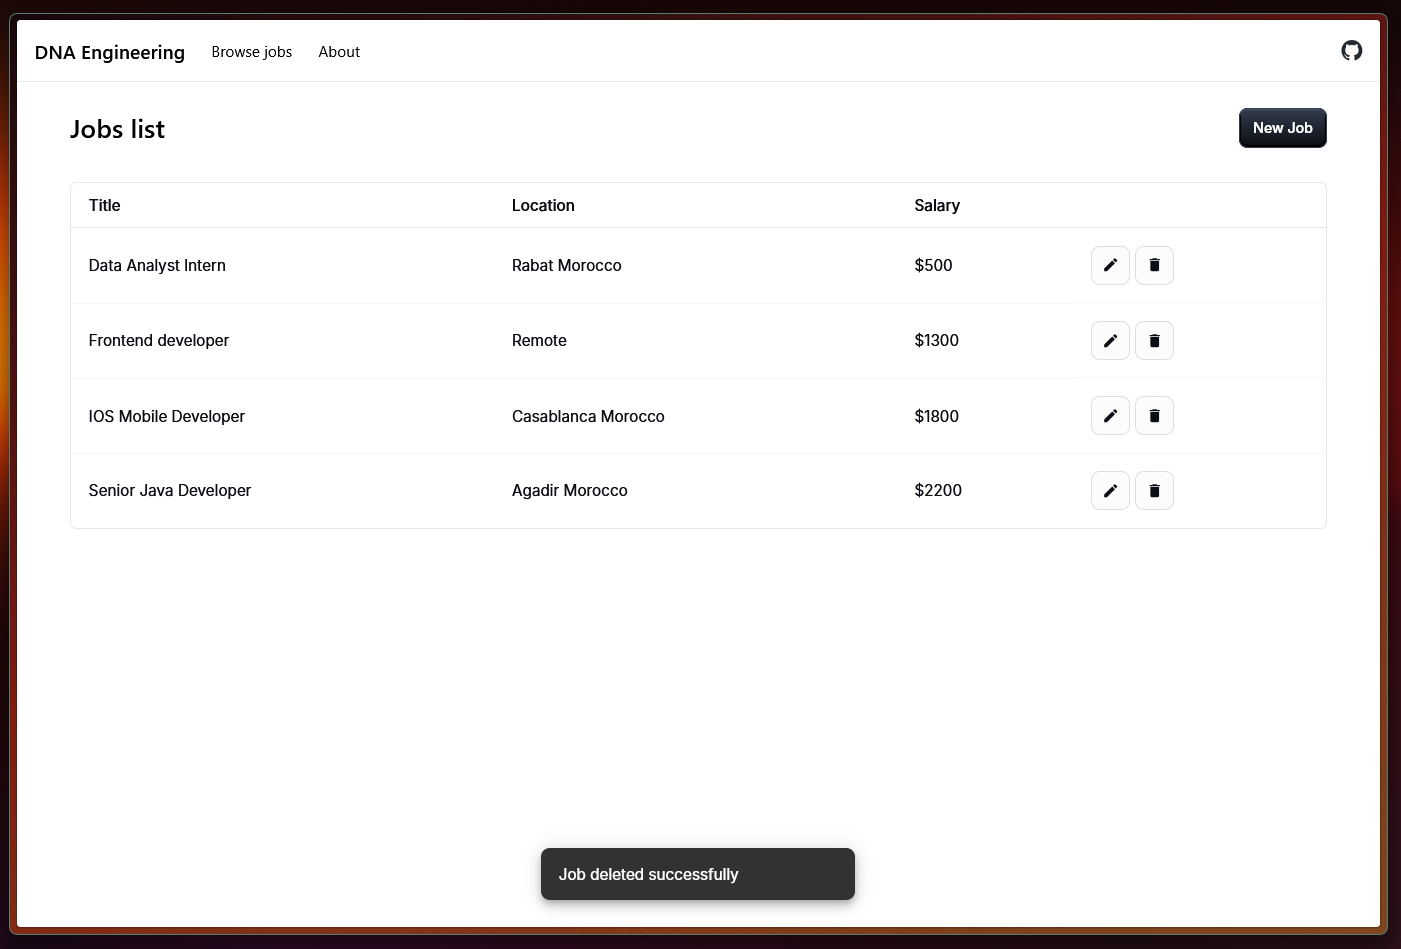 DNA Engineering Browse jobs About
Jobs list New Job
Title Location Salary
Data Analyst Intern Rabat Morocco $500
Frontend developer Remote $1300
IOS Mobile Developer Casablanca Morocco $1800
Senior Java Developer Agadir Morocco $2200
Job deleted successfully